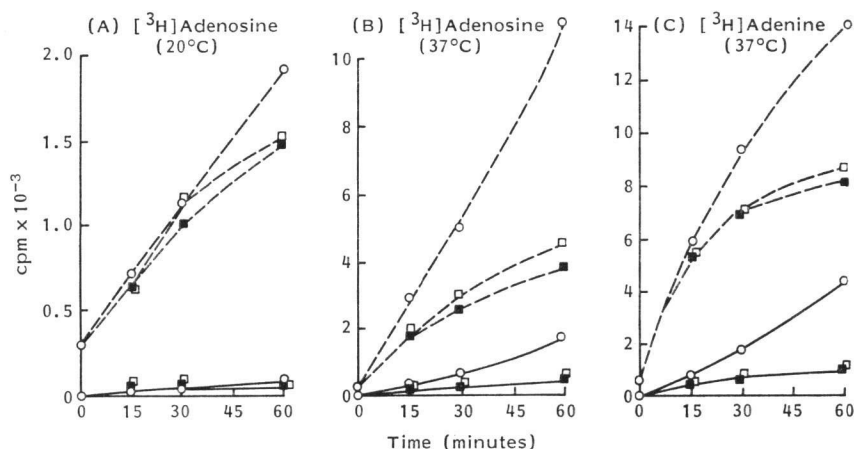 (A) [³H]Adenosine
(20°C)
(B) [³H]Adenosine
(37°C)
(C) [³H]Adenine
(37°C)
2.0
1.5
1.0
0.5
0
10
8
6
4
2
0
14
12
10
8
6
4
2
0
cpm x 10⁻³
0 15 30 45 60
0 15 30 45 60
0 15 30 45 60
Time (minutes)